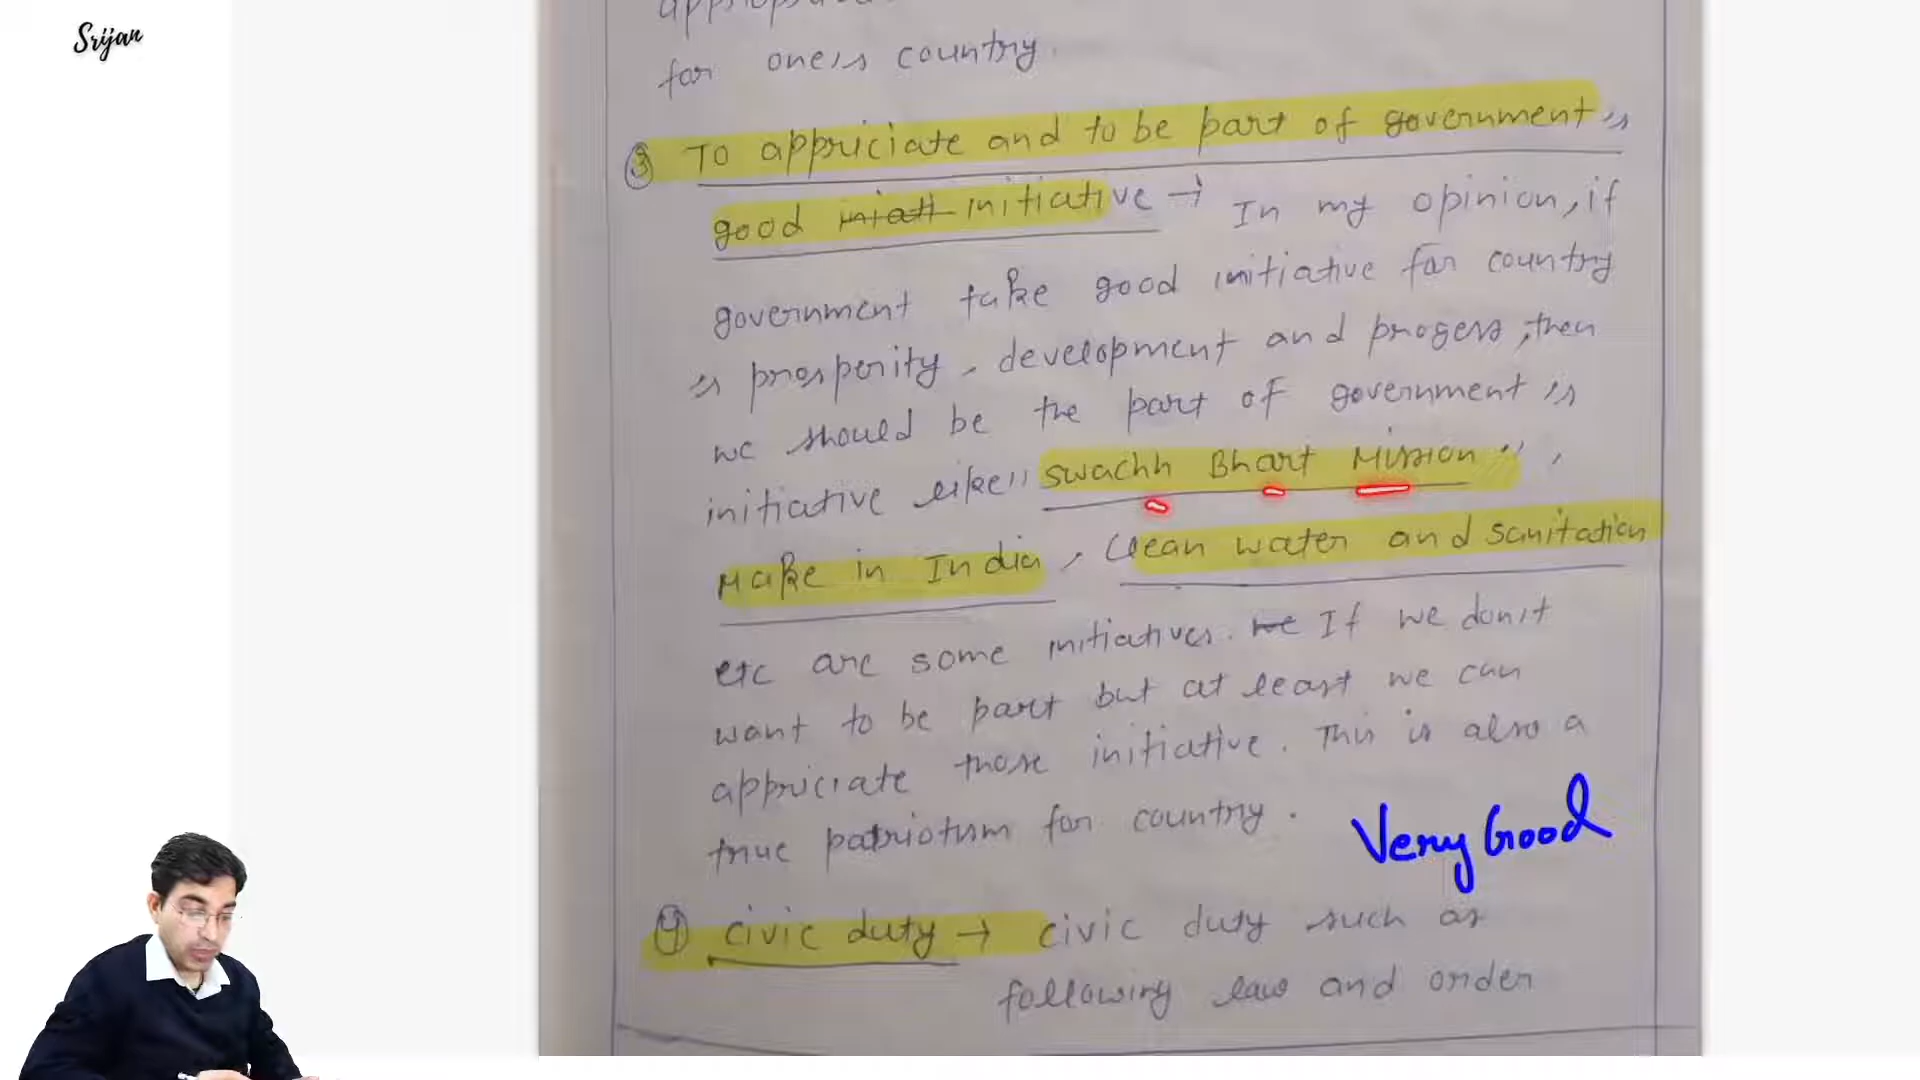 Srijan
for one's country.
③ To appriciate and to be part of government's
good initiative → In my opinion, if
government take good initiative for country
's prosperity, development and progess, then
we should be the part of government's
initiative like "Swachh Bhart Mission",
Make in India, Clean water and Sanitation
etc are some initiatives. we If we don't
want to be part but at least we can
appriciate those initiative. This is also a
true patriotism for country.
Very Good
④ civic duty → civic duty such as
following law and order